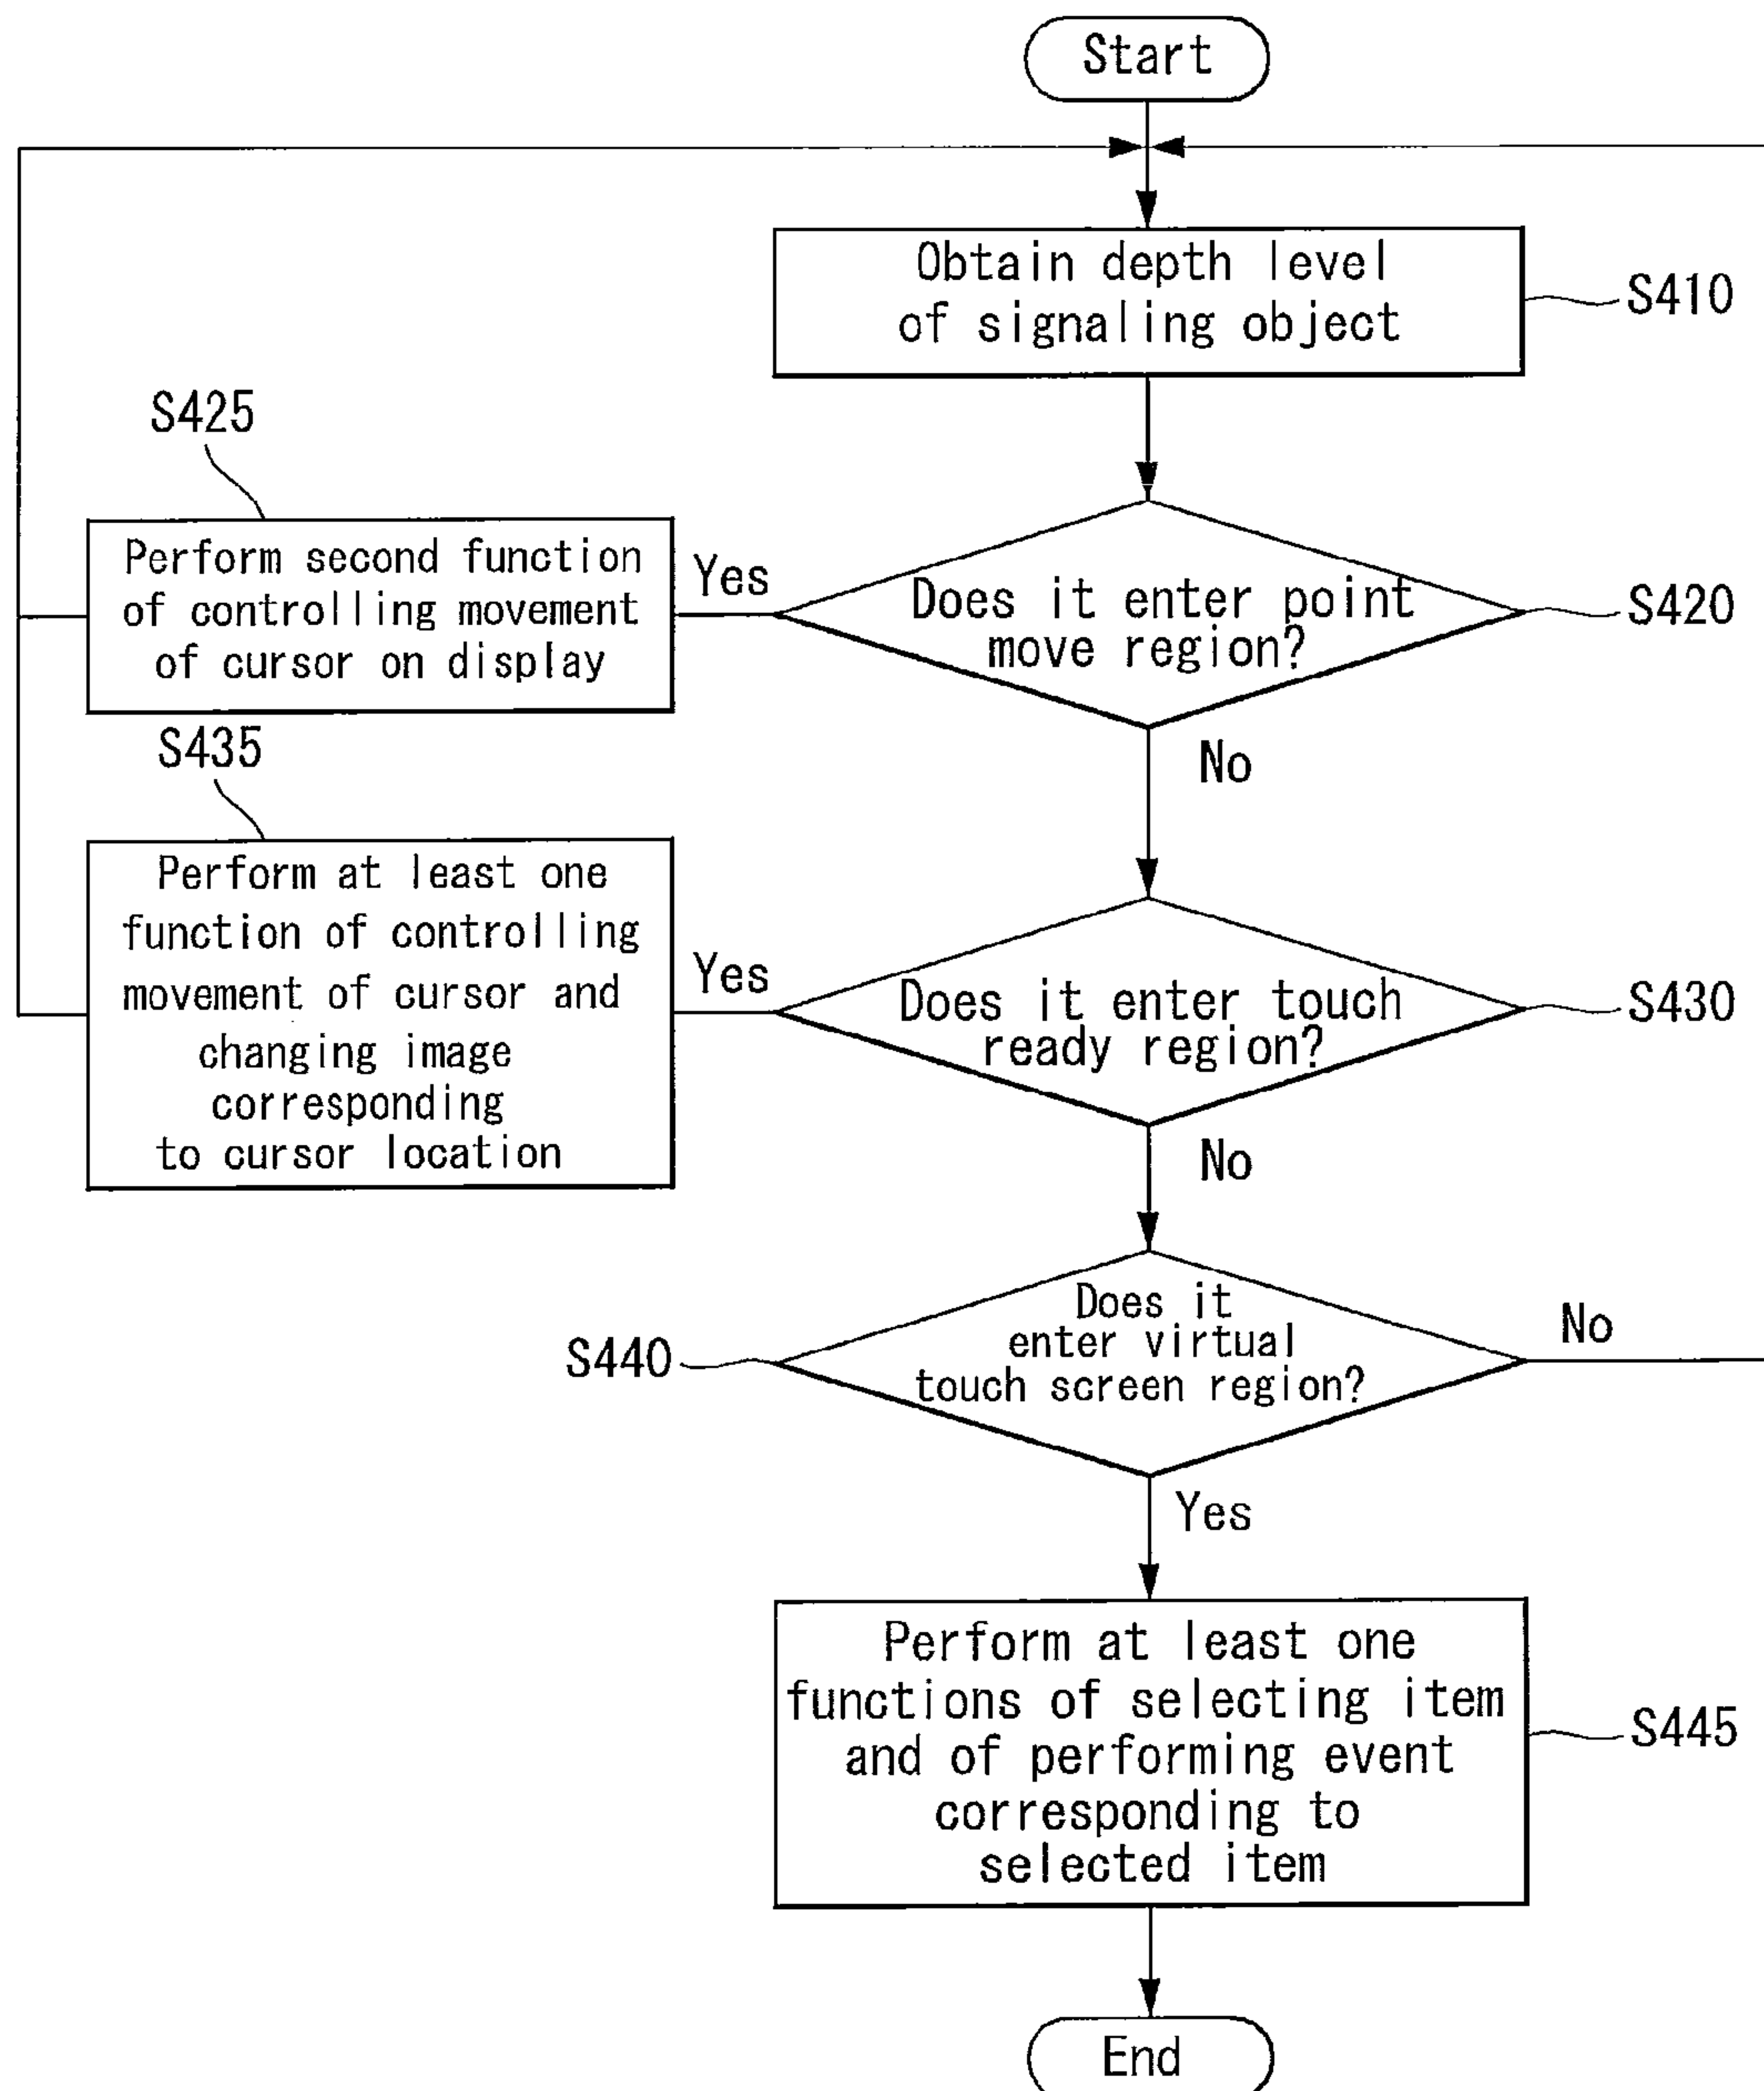 Start
Obtain depth level
of signaling object
S410
S425
Perform second function
of controlling movement
of cursor on display
Yes
Does it enter point
move region?
S420
No
S435
Perform at least one
function of controlling
movement of cursor and
changing image
corresponding
to cursor location
Yes
Does it enter touch
ready region?
S430
No
S440
Does it
enter virtual
touch screen region?
No
Yes
Perform at least one
functions of selecting item
and of performing event
corresponding to
selected item
S445
End